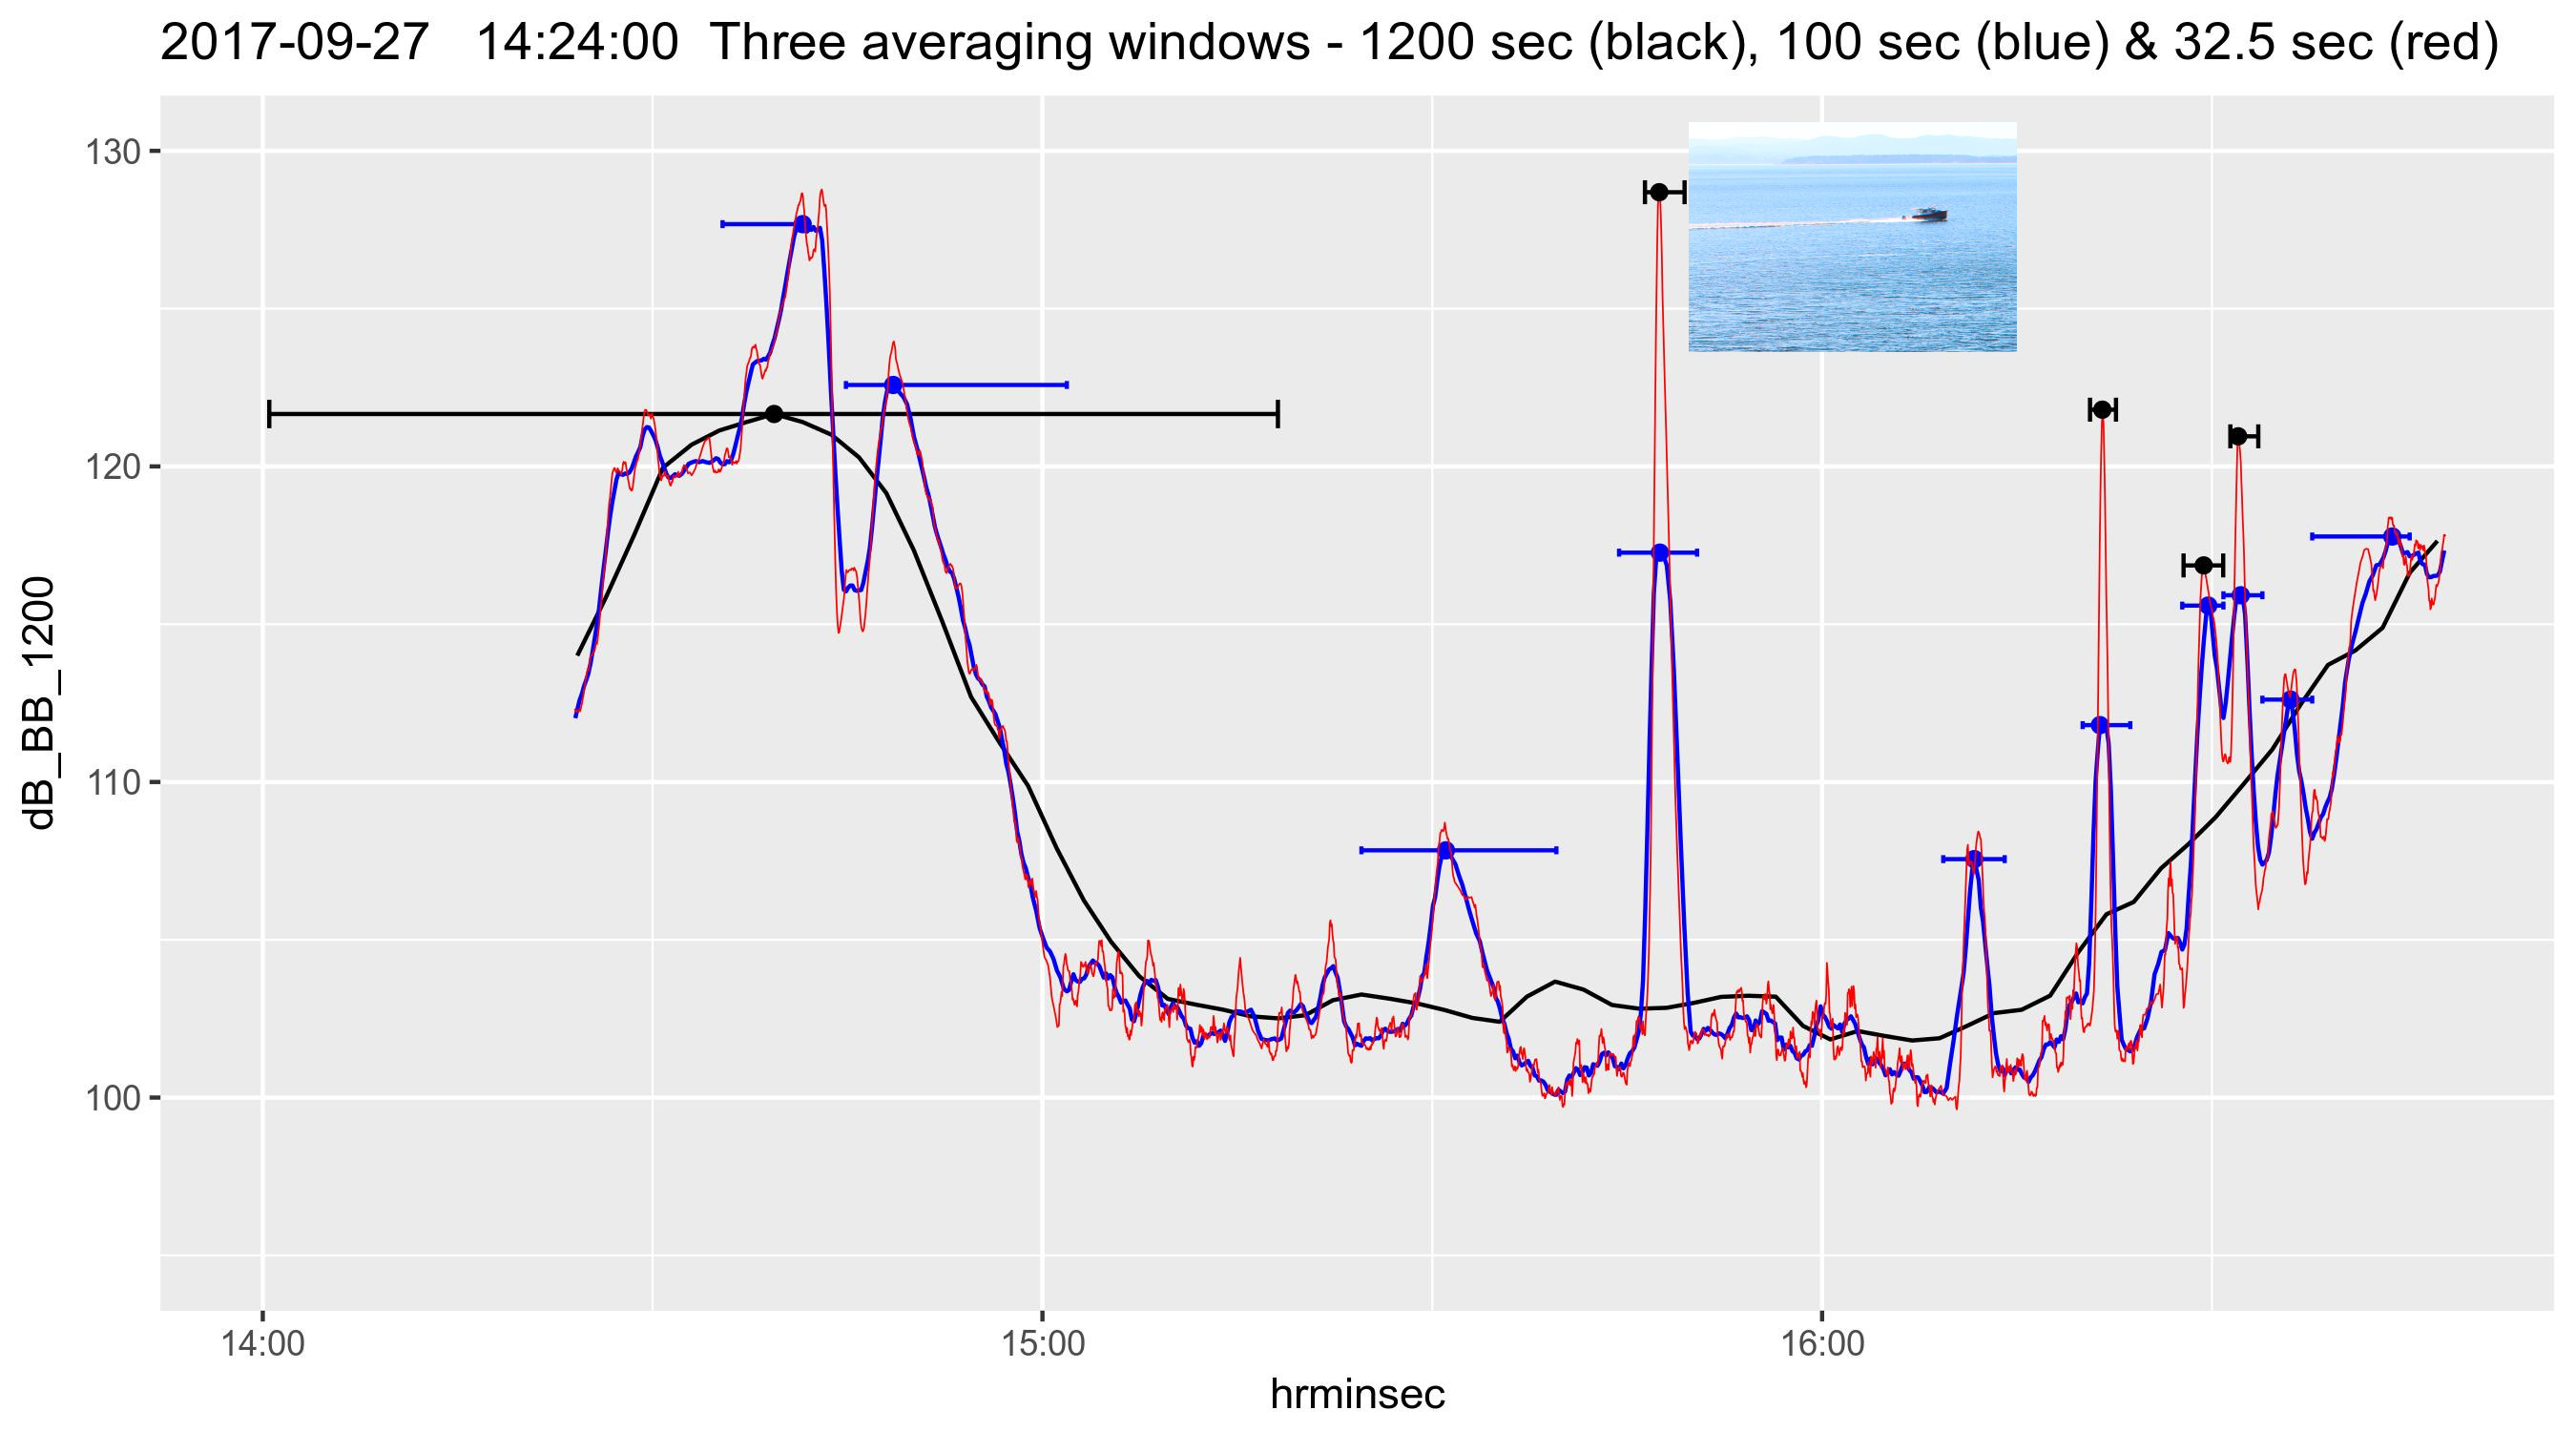 2017-09-27 14:24:00 Three averaging windows - 1200 sec (black), 100 sec (blue) & 32.5 sec (red)
130
120
110
100
dB_BB_1200
14:00 15:00 16:00
hrminsec